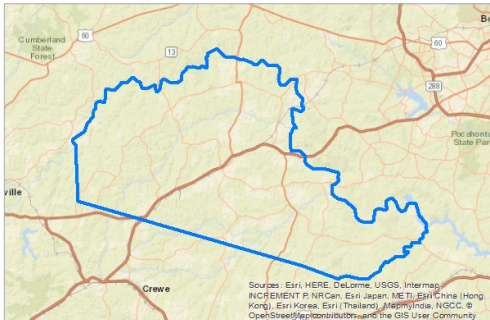 Bo
Cumberland
State
Forest
60
13
60
288
Pocahonta
State Par
ville
Crewe
Sources: Esri, HERE, DeLorme, USGS, Intermap,
INCREMENT P, NRCan, Esri Japan, METI, Esri China (Hong
Kong), Esri Korea, Esri (Thailand), MapmyIndia, NGCC, ©
OpenStreetMap contributors, and the GIS User Community